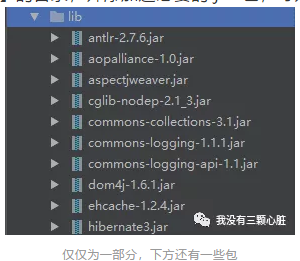 lib
antlr-2.7.6.jar
aopalliance-1.0.jar
aspectjweaver.jar
cglib-nodep-2.1_3.jar
commons-collections-3.1.jar
commons-logging-1.1.1.jar
commons-logging-api-1.1.jar
dom4j-1.6.1.jar
ehcache-1.2.4.jar
hibernate3.jar
我没有三颗心脏
仅仅为一部分，下方还有一些包